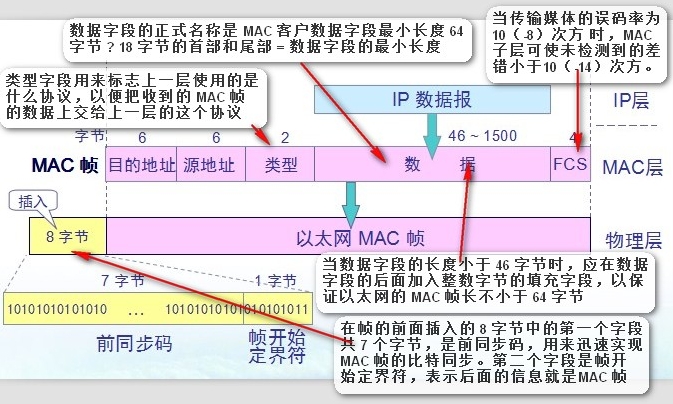 数据字段的正式名称是 MAC 客户数据字段最小长度 64
字节？18 字节的首部和尾部 = 数据字段的最小长度
当传输媒体的误码率为
10（-8）次方时，MAC
子层可使未检测到的差
错小于10（-14）次方。
类型字段用来标志上一层使用的是
什么协议，以便把收到的 MAC 帧
的数据上交给上一层的这个协议
IP 数据报
IP层
字节 6 6 2 46 ~ 1500 4
MAC 帧 目的地址 源地址 类型 数 据 FCS MAC层
插入
8 字节 以太网 MAC 帧 物理层
当数据字段的长度小于 46 字节时，应在数据
字段的后面加入整数字节的填充字段，以保
证以太网的 MAC 帧长不小于 64 字节
7 字节 1 字节
10101010101010 … 10101010101010101011
前同步码 帧开始
定界符
在帧的前面插入的 8 字节中的第一个字段
共 7 个字节，是前同步码，用来迅速实现
MAC 帧的比特同步。第二个字段是帧开
始定界符，表示后面的信息就是MAC 帧